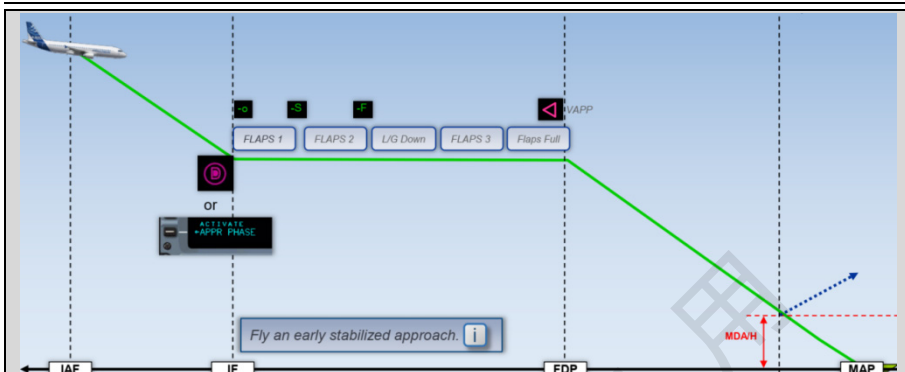 -o
-S
-F
VAPP
FLAPS 1
FLAPS 2
L/G Down
FLAPS 3
Flaps Full
D
or
ACTIVATE
←APPR PHASE
Fly an early stabilized approach.
i
MDA/H
IAF
IF
FDP
MAP
用